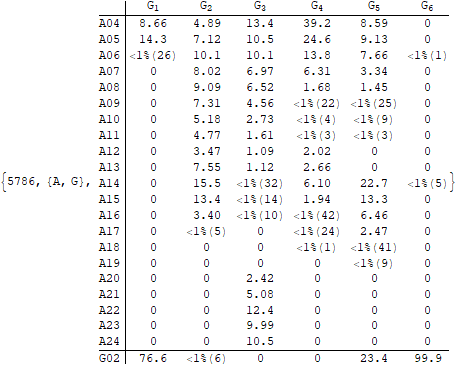 G1 G2 G3 G4 G5 G6
A04 8.66 4.89 13.4 39.2 8.59 0
A05 14.3 7.12 10.5 24.6 9.13 0
A06 <1%(26) 10.1 10.1 13.8 7.66 <1%(1)
A07 0 8.02 6.97 6.31 3.34 0
A08 0 9.09 6.52 1.68 1.45 0
A09 0 7.31 4.56 <1%(22) <1%(25) 0
A10 0 5.18 2.73 <1%(4) <1%(9) 0
A11 0 4.77 1.61 <1%(3) <1%(3) 0
A12 0 3.47 1.09 2.02 0 0
A13 0 7.55 1.12 2.66 0 0
{5786, {A, G}, A14 0 15.5 <1%(32) 6.10 22.7 <1%(5)}
A15 0 13.4 <1%(14) 1.94 13.3 0
A16 0 3.40 <1%(10) <1%(42) 6.46 0
A17 0 <1%(5) 0 <1%(24) 2.47 0
A18 0 0 0 <1%(1) <1%(41) 0
A19 0 0 0 0 <1%(9) 0
A20 0 0 2.42 0 0 0
A21 0 0 5.08 0 0 0
A22 0 0 12.4 0 0 0
A23 0 0 9.99 0 0 0
A24 0 0 10.5 0 0 0
G02 76.6 <1%(6) 0 0 23.4 99.9